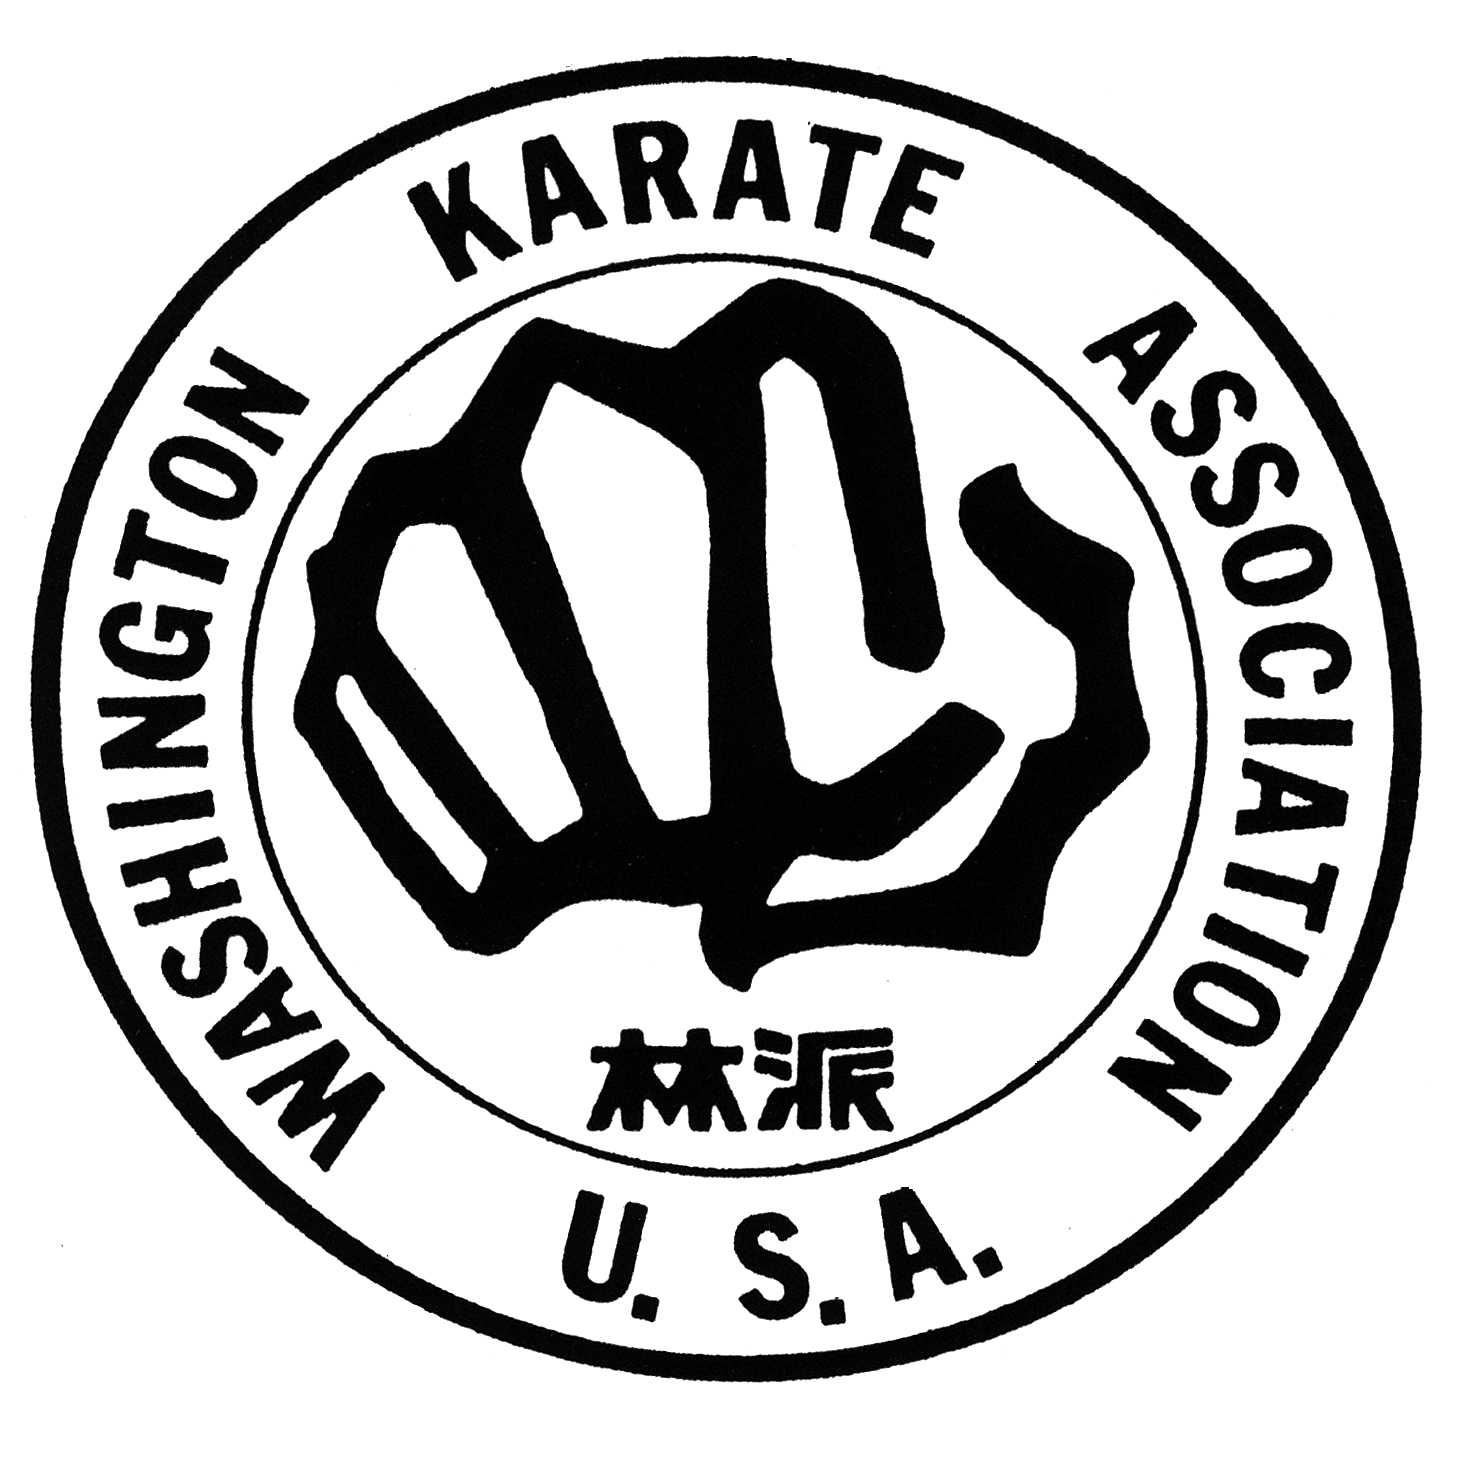 WASHINGTON KARATE ASSOCIATION
林派
U.S.A.